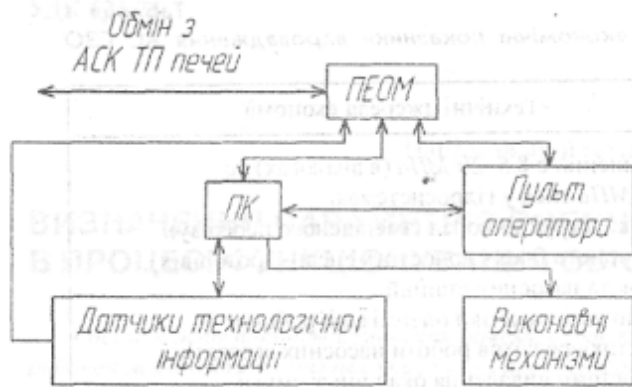 Обмін з
АСК ТП печей
ПЕОМ
ПК
Пульт
оператора
Датчики технологічної
інформації
Виконавчі
механізми